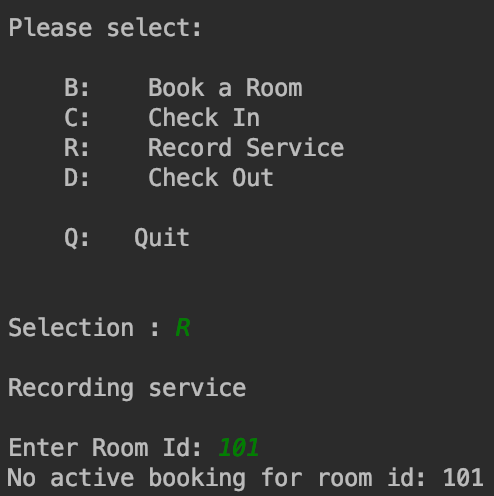 Please select:
B: Book a Room
C: Check In
R: Record Service
D: Check Out
Q: Quit
Selection : R
Recording service
Enter Room Id: 101
No active booking for room id: 101